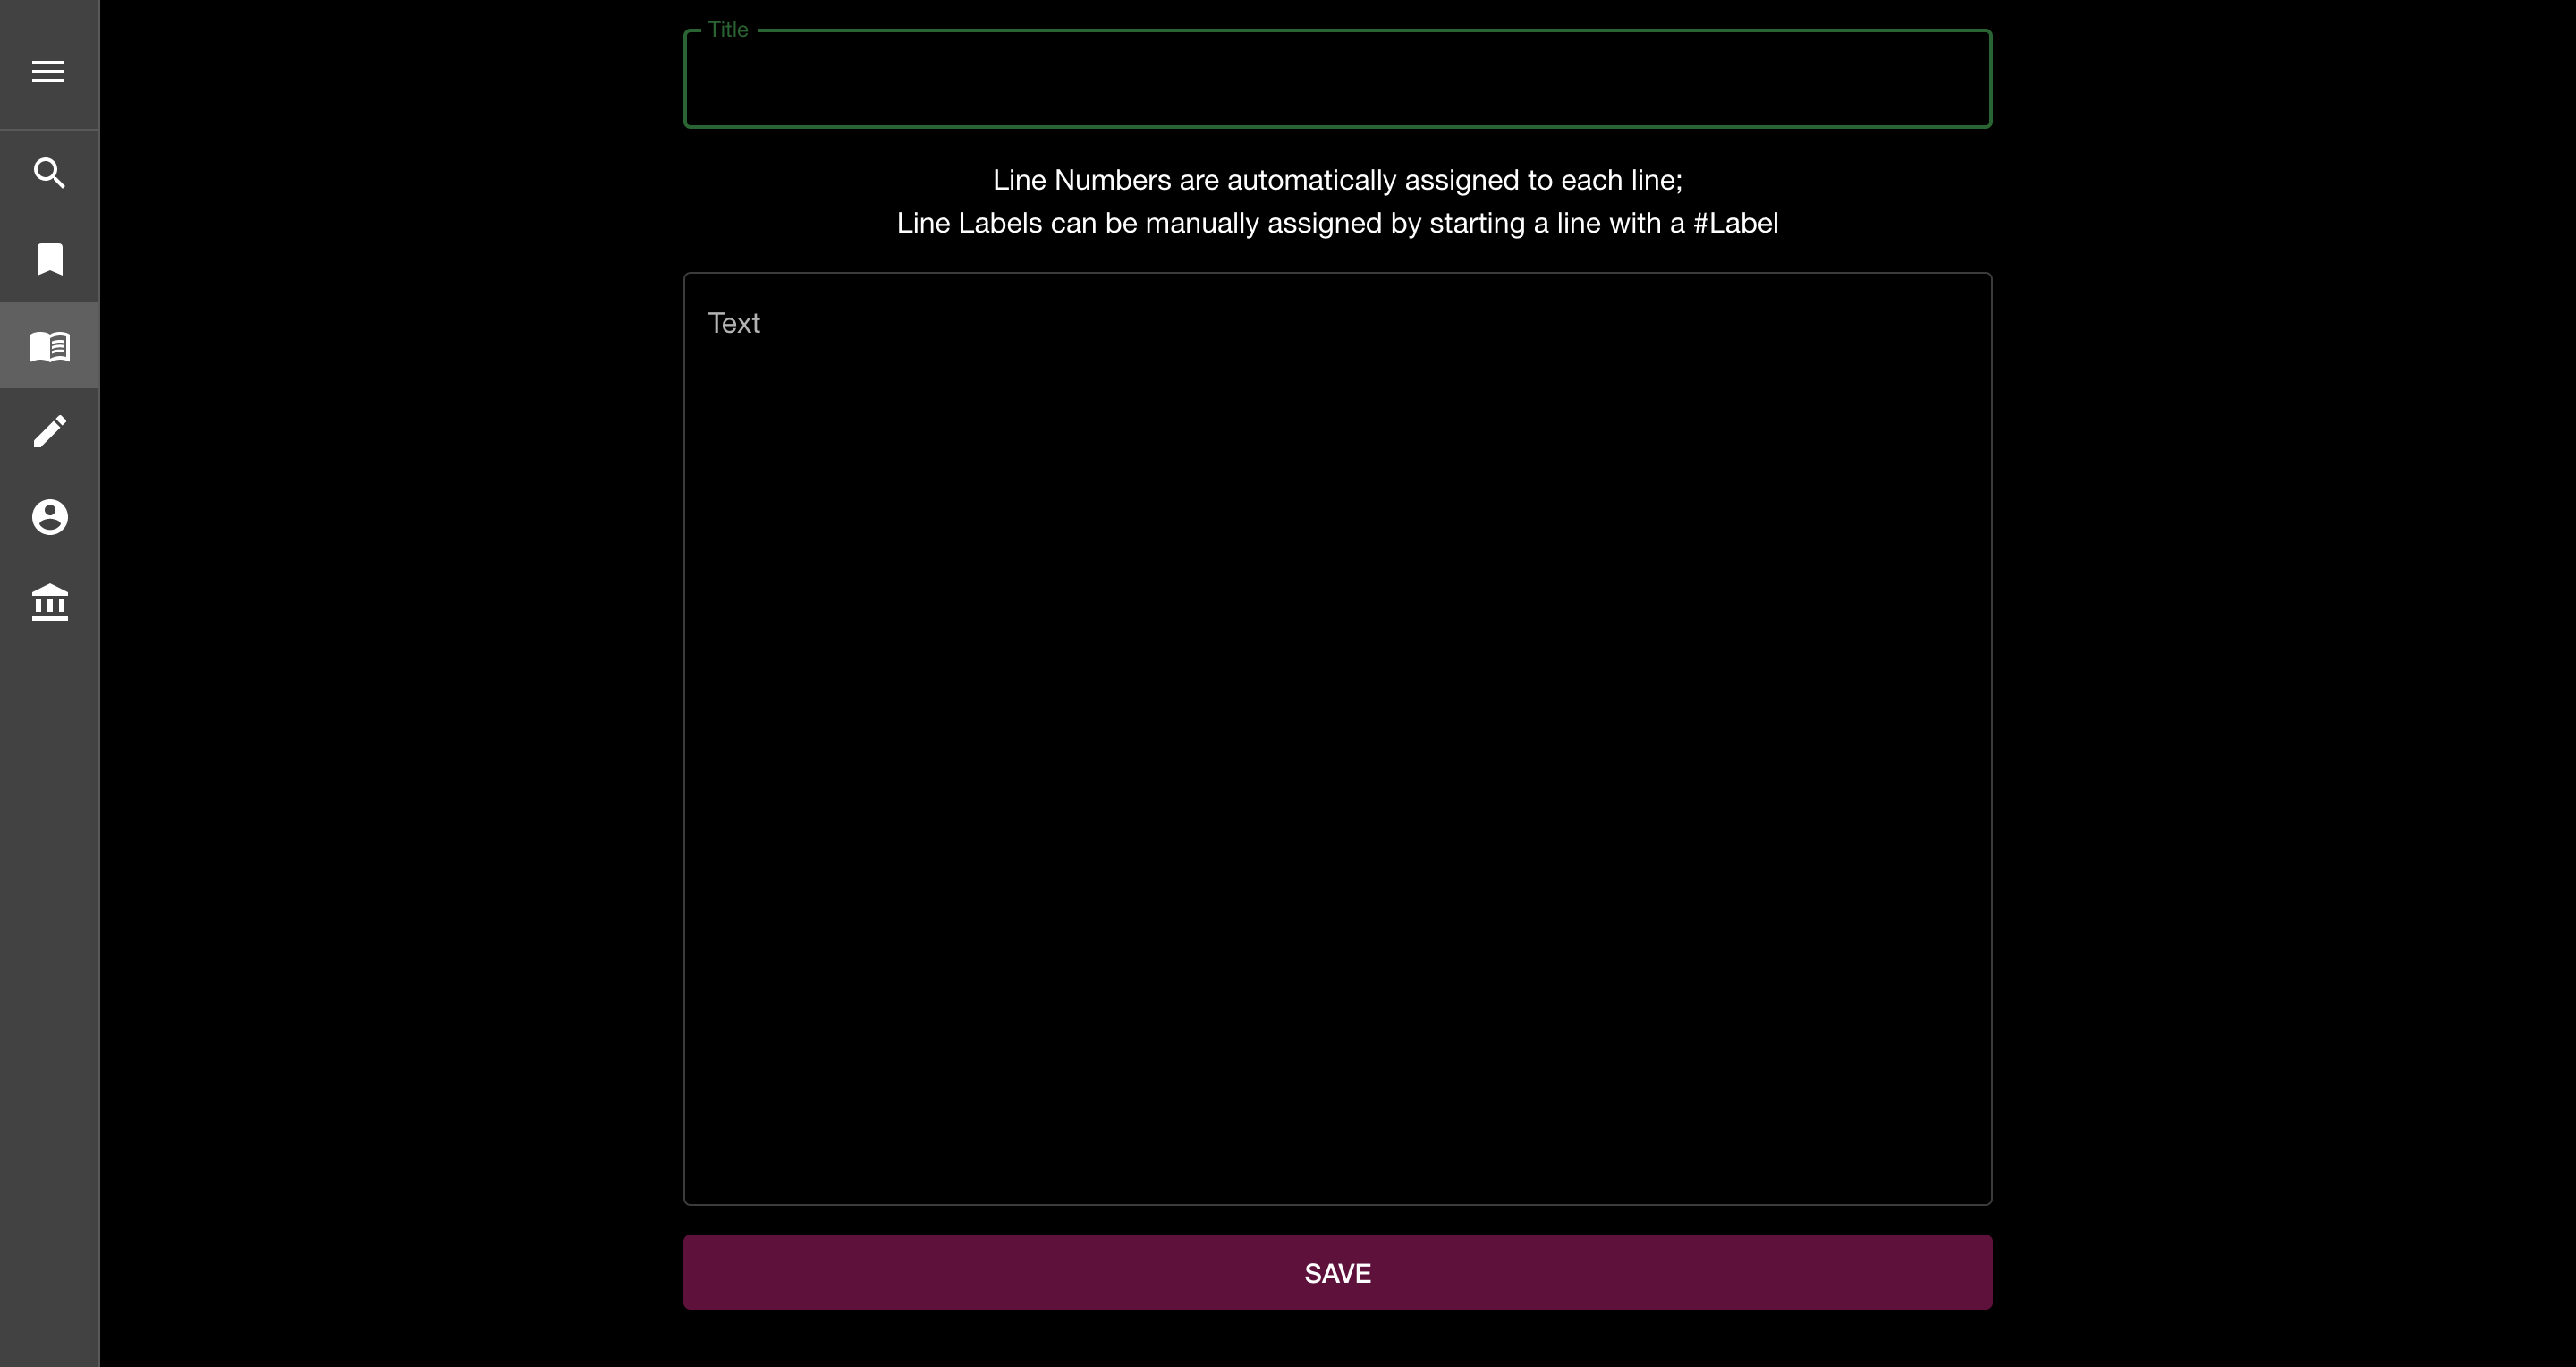 Title
Line Numbers are automatically assigned to each line;
Line Labels can be manually assigned by starting a line with a #Label
Text
SAVE